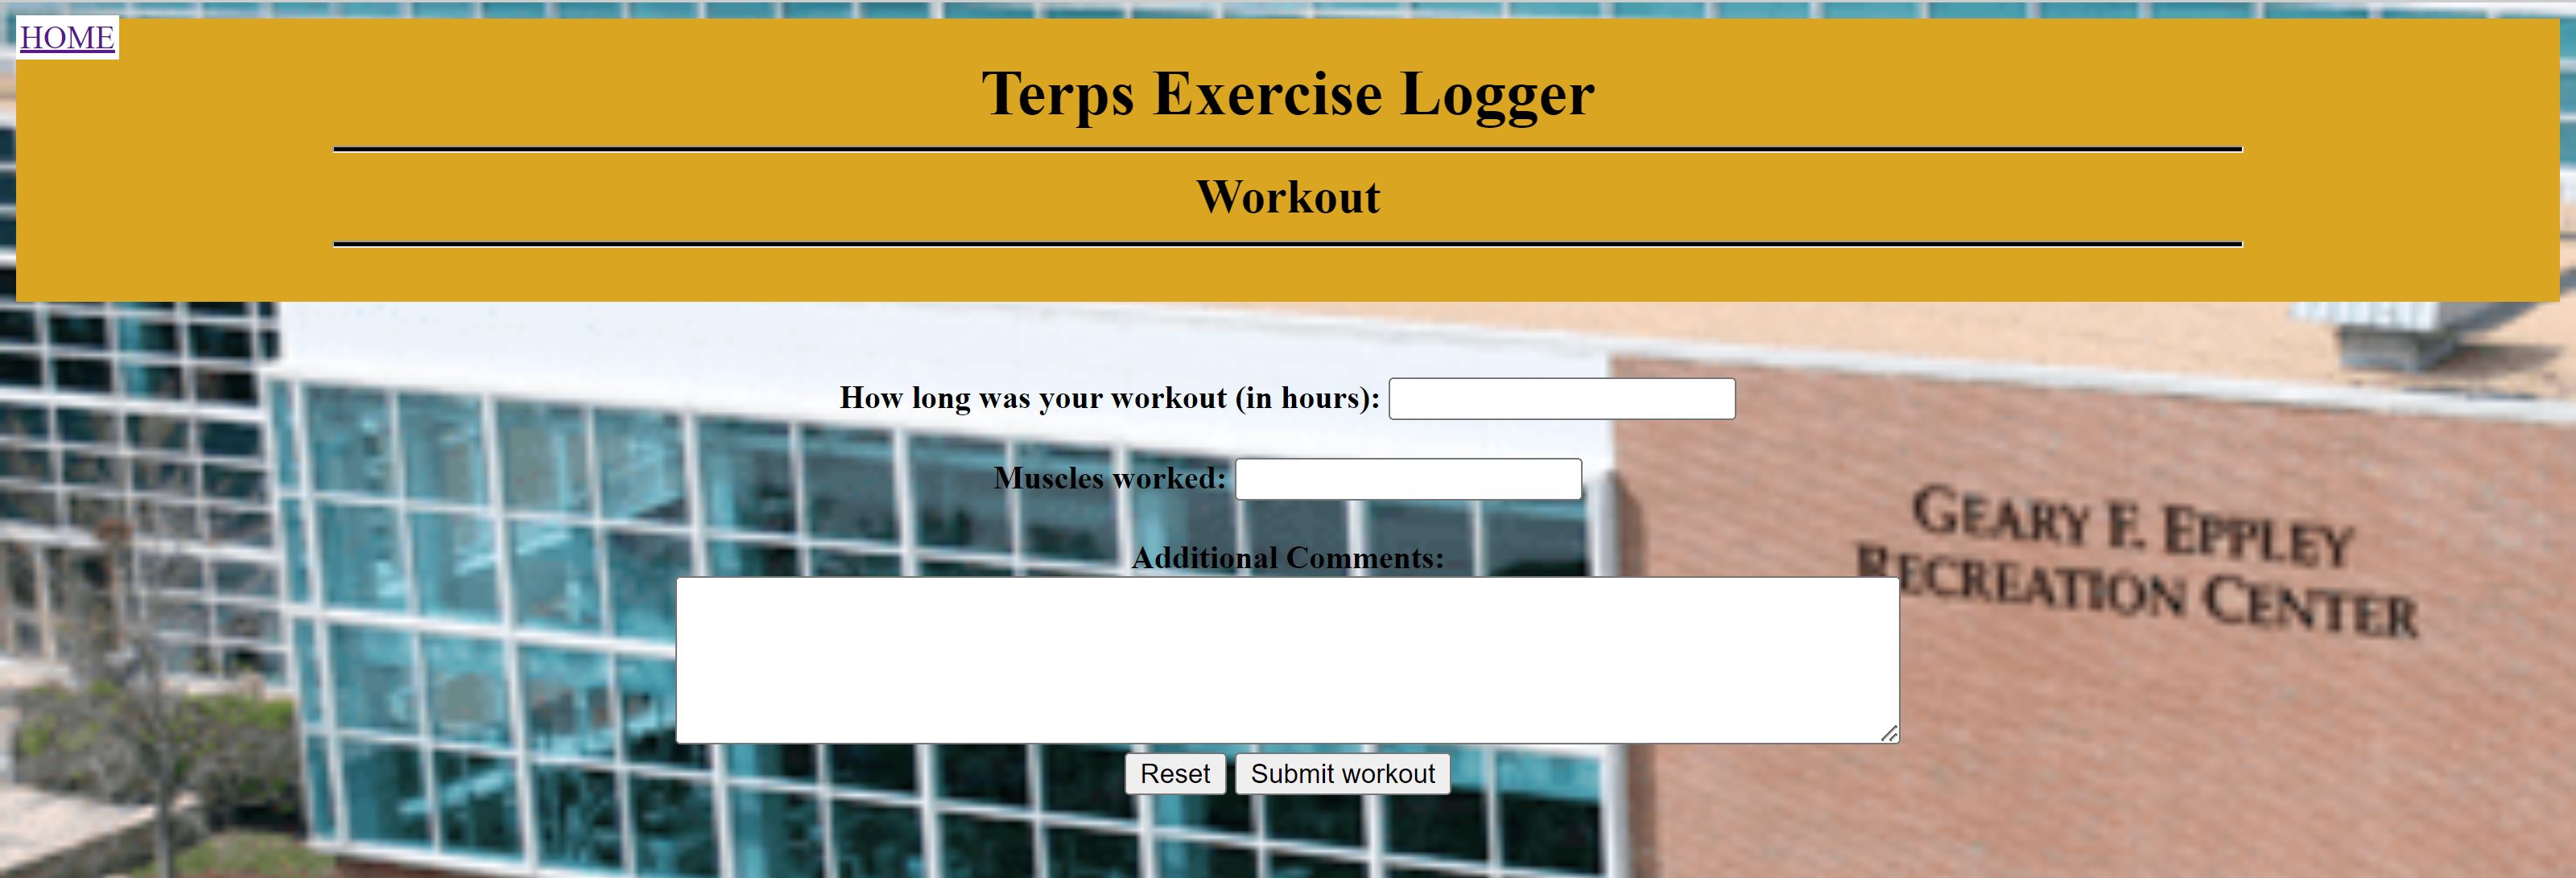 HOME
Terps Exercise Logger
Workout
How long was your workout (in hours):
Muscles worked:
Additional Comments:
GEARY F. EPPLEY
RECREATION CENTER
Reset Submit workout